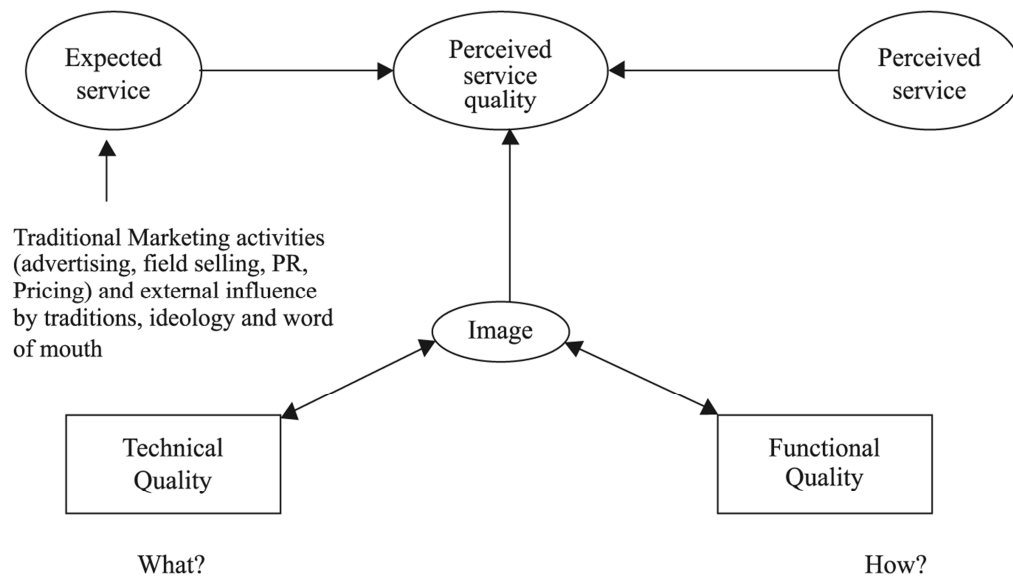 Expected
service
Perceived
service
quality
Perceived
service
Traditional Marketing activities
(advertising, field selling, PR,
Pricing) and external influence
by traditions, ideology and word
of mouth
Image
Technical
Quality
Functional
Quality
What?
How?